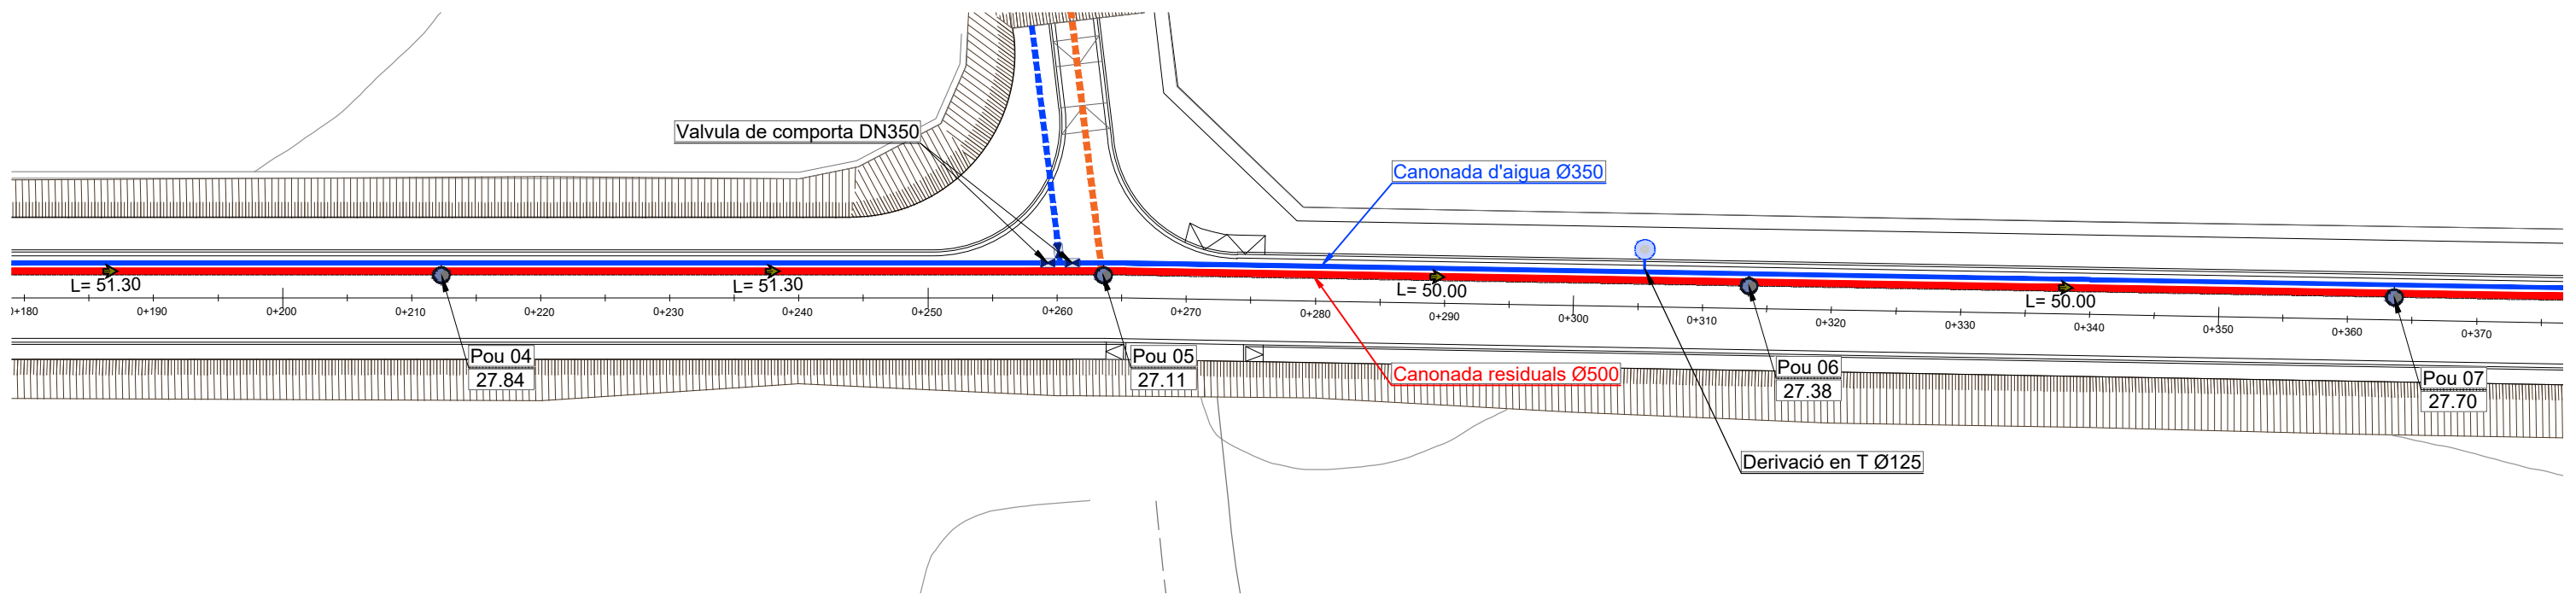 Valvula de comporta DN350
Canonada d'aigua Ø350
L= 51.30
L= 51.30
L= 50.00
L= 50.00
0+180
0+190
0+200
0+210
0+220
0+230
0+240
0+250
0+260
0+270
0+280
0+290
0+300
0+310
0+320
0+330
0+340
0+350
0+360
0+370
Pou 04
27.84
Pou 05
27.11
Canonada residuals Ø500
Pou 06
27.38
Pou 07
27.70
Derivació en T Ø125